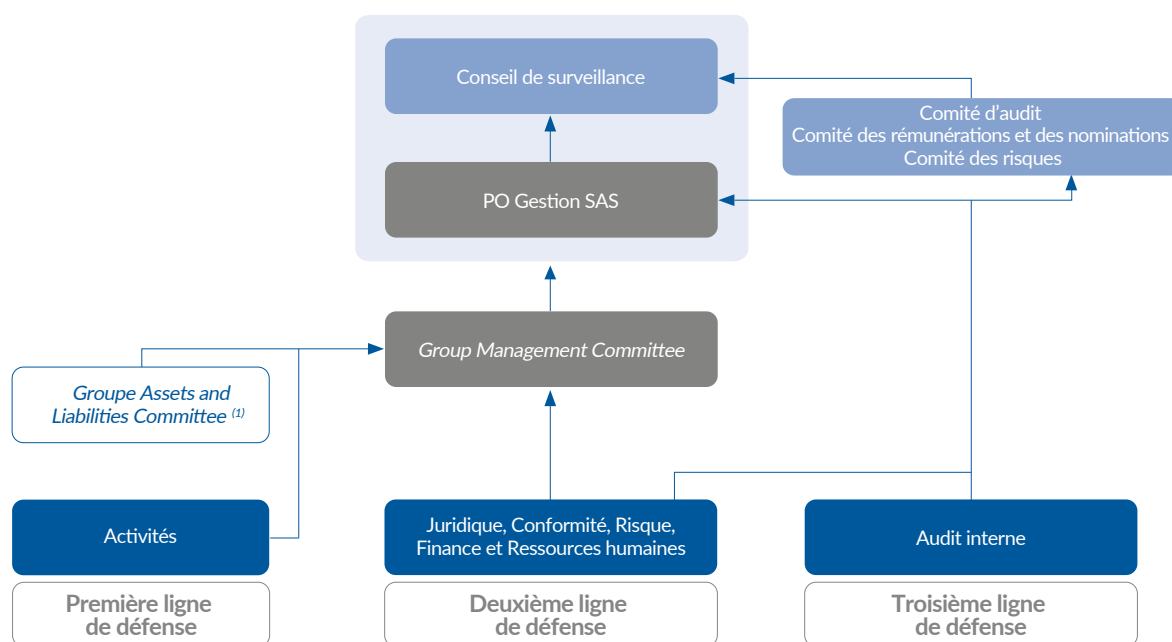 Conseil de surveillance
Comité d'audit
Comité des rémunérations et des nominations
Comité des risques
PO Gestion SAS
Group Management Committee
Groupe Assets and
Liabilities Committee (1)
Activités
Juridique, Conformité, Risque,
Finance et Ressources humaines
Audit interne
Première ligne
de défense
Deuxième ligne
de défense
Troisième ligne
de défense